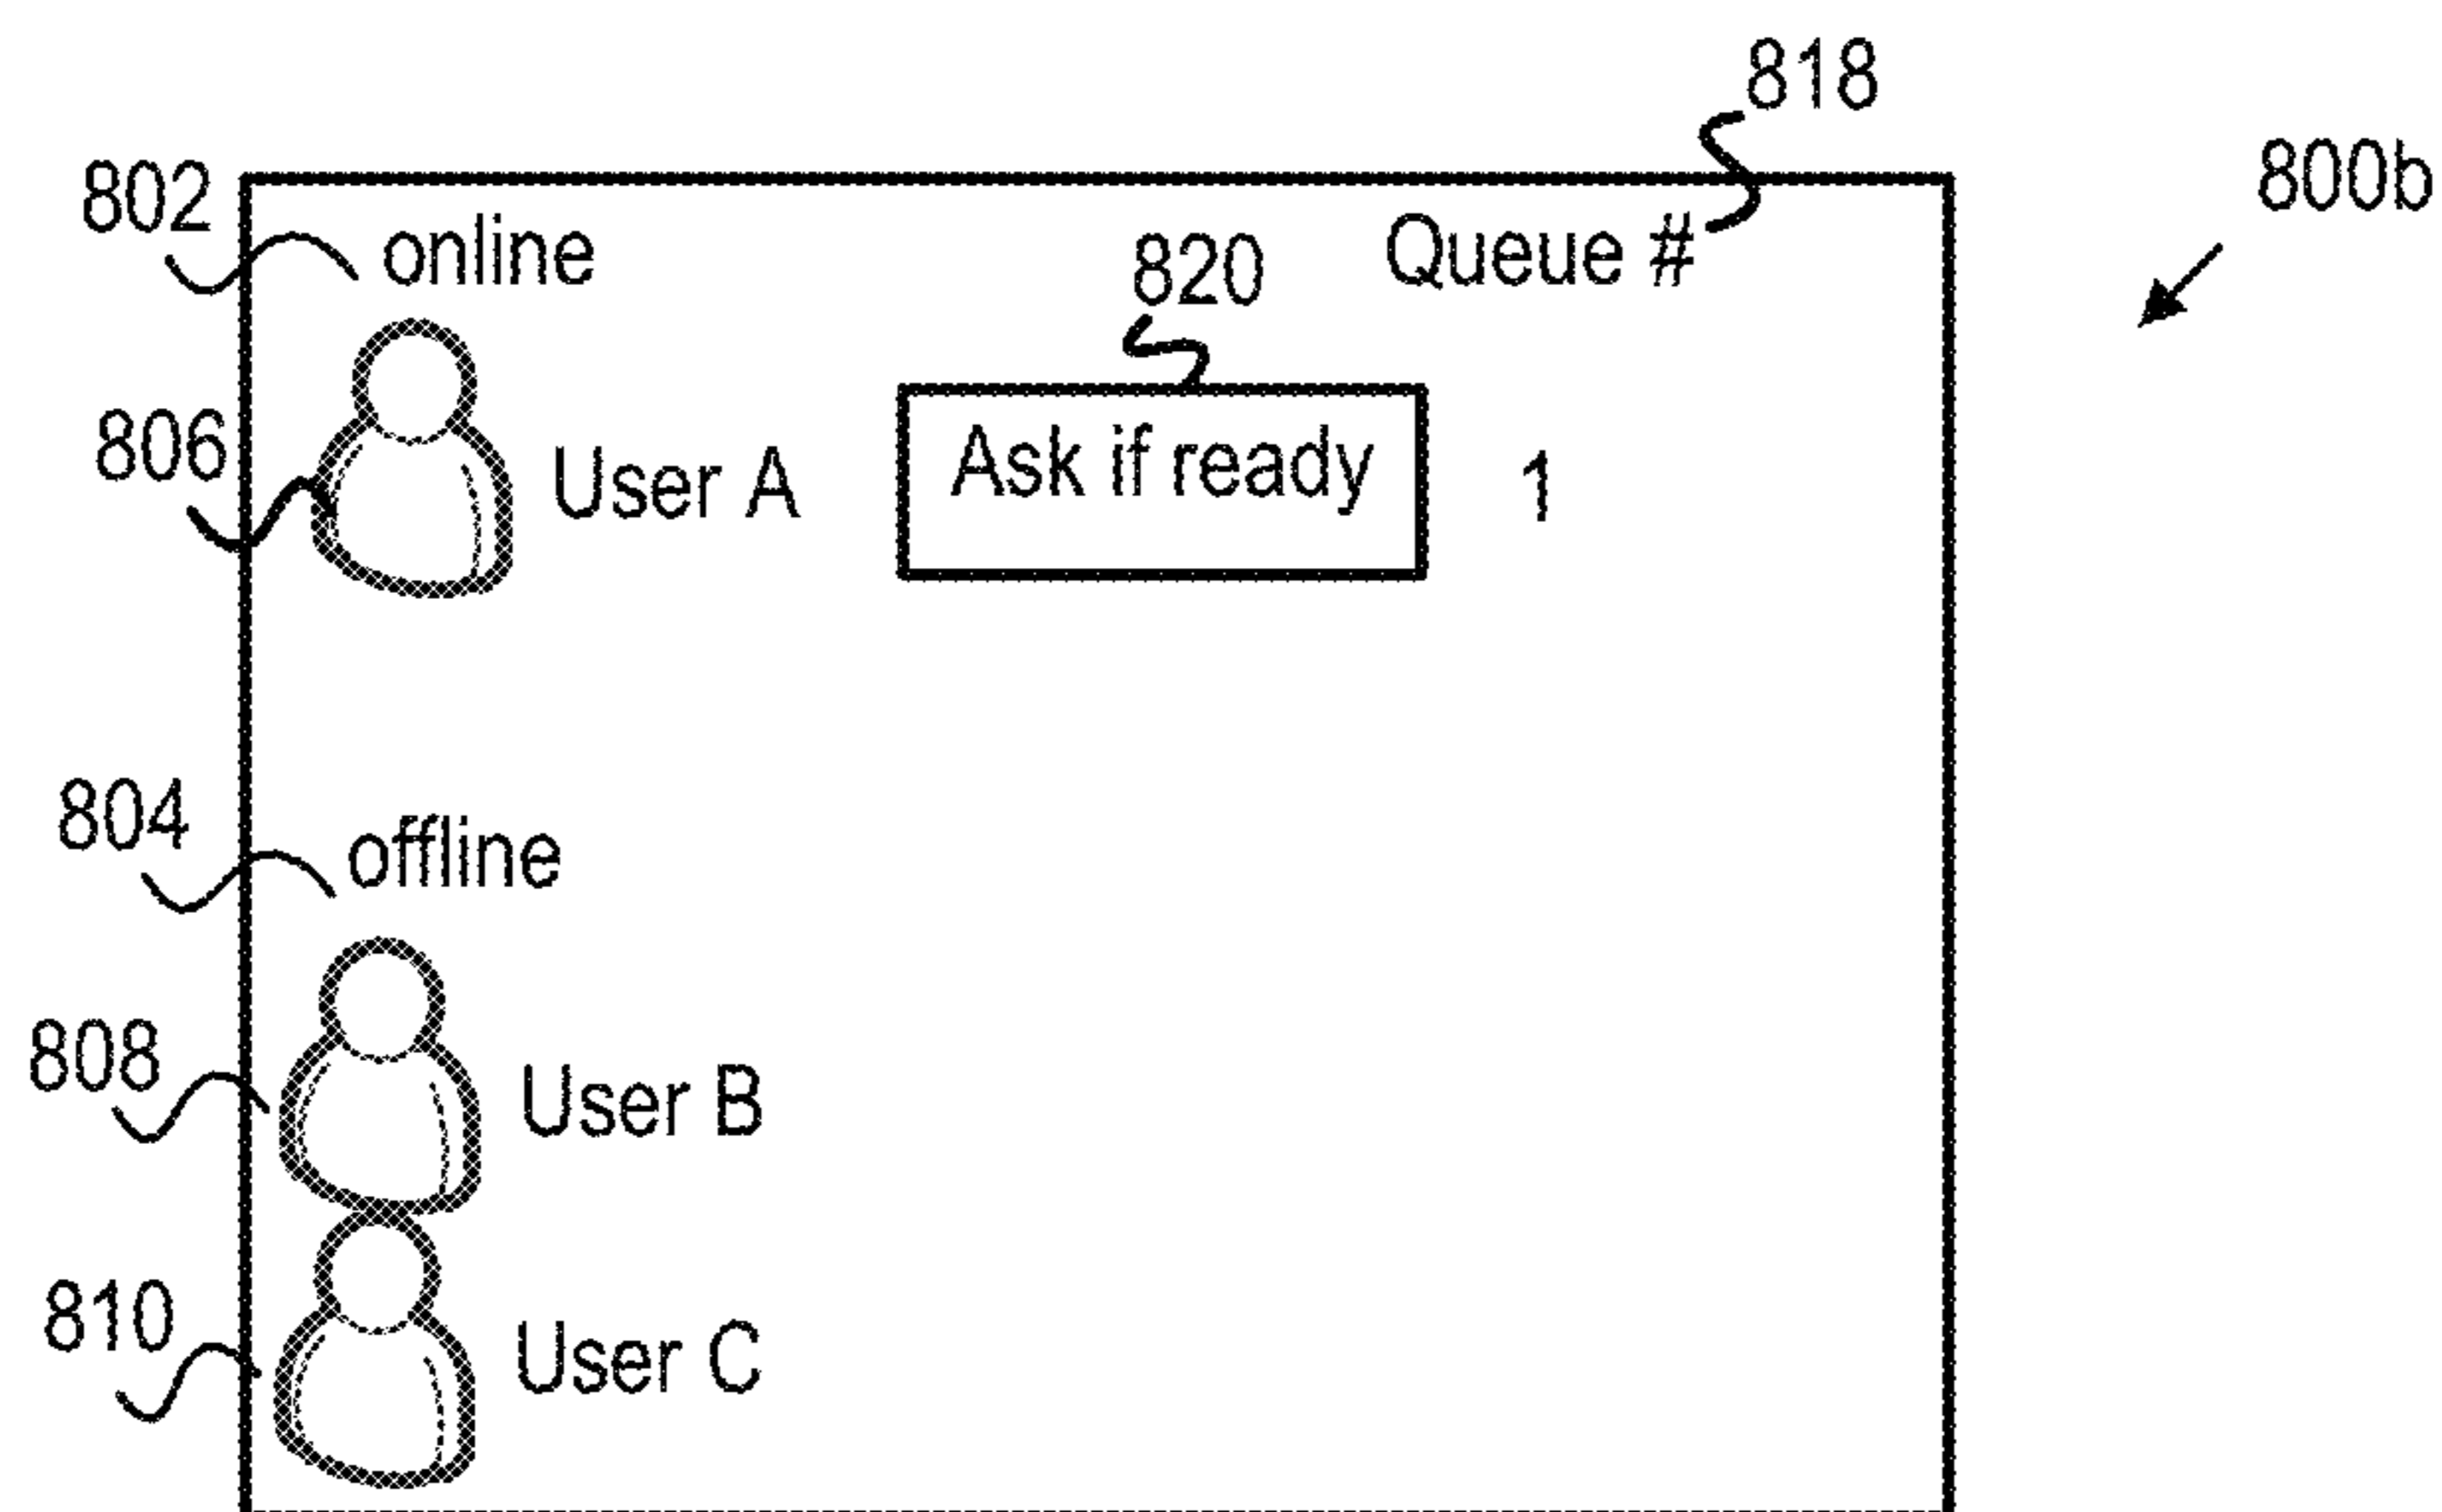 818
802
800b
online
820
Queue #
806
User A
Ask if ready
1
804
offline
808
User B
810
User C